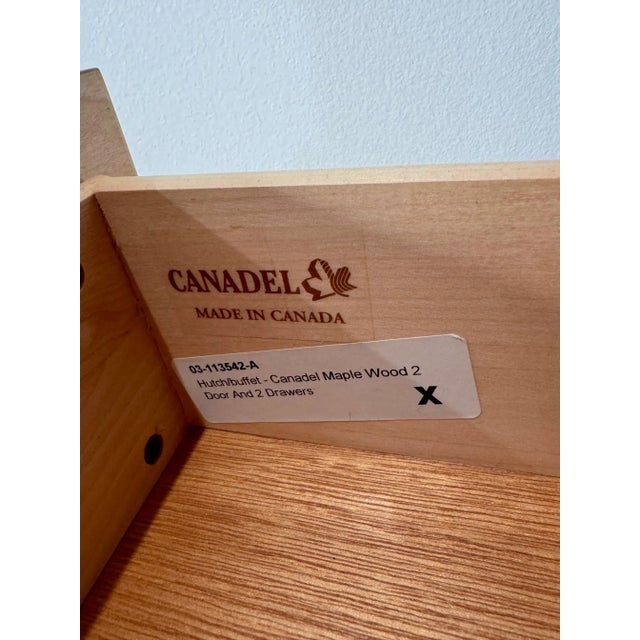 CANADEL
MADE IN CANADA
03-113542-A
Hutch/buffet - Canadel Maple Wood 2
Door And 2 Drawers
X